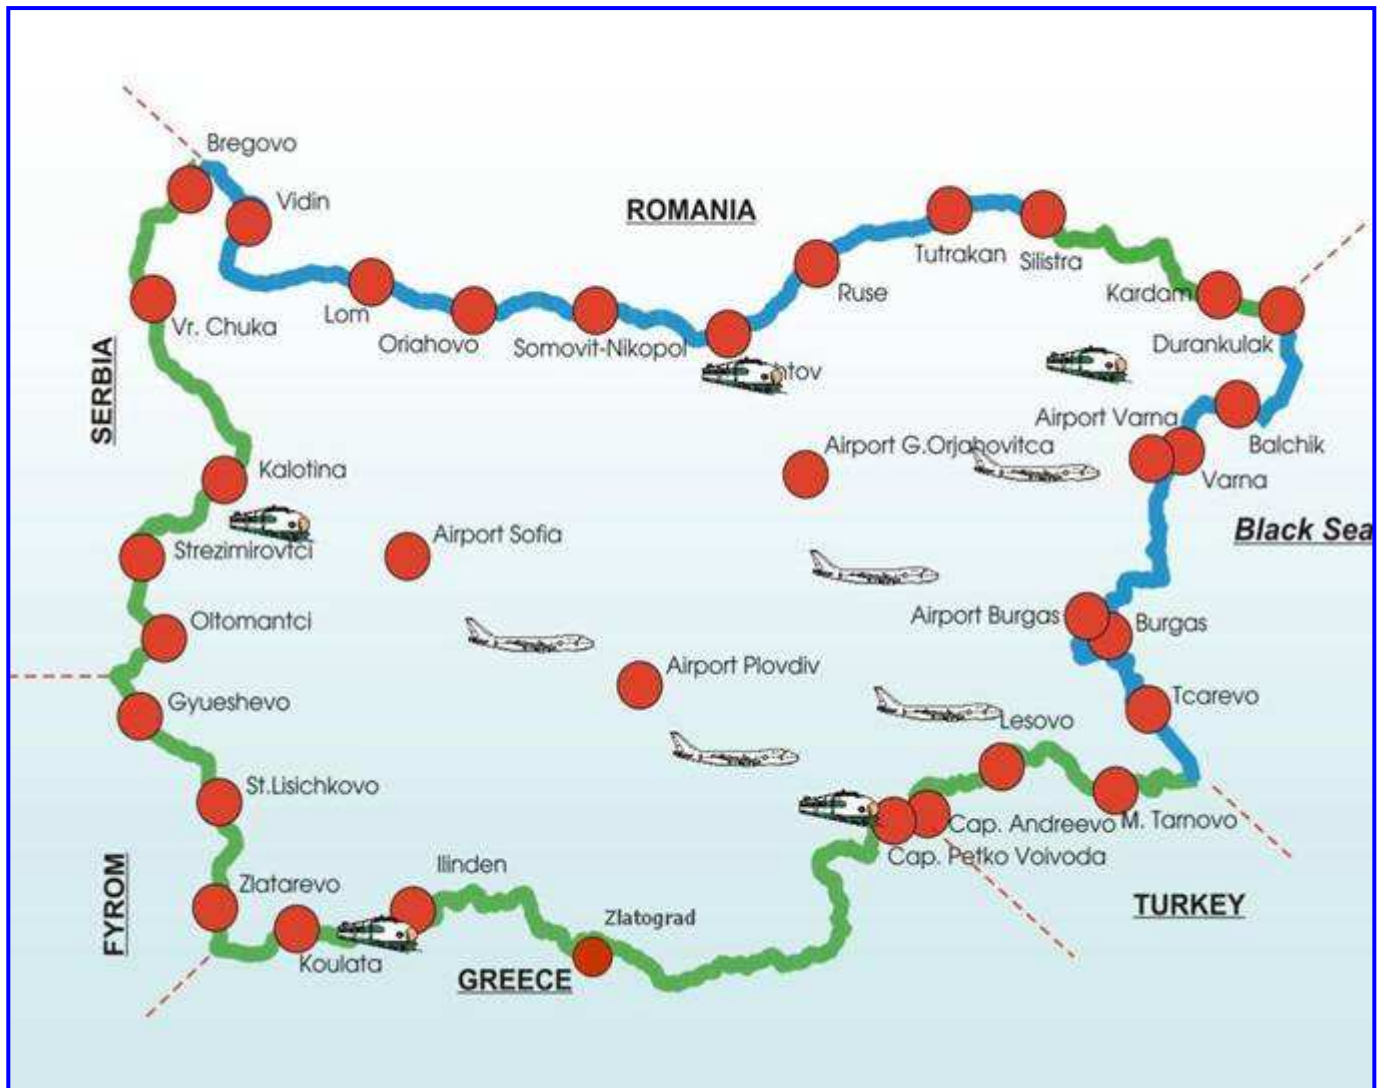 Bregovo
Vidin
ROMANIA
Tutrakan
Silistra
Ruse
Kardam
Lom
Vr. Chuka
Oriahovo
Somovit-Nikopol
Durankulak
SERBIA
htov
Airport Varna
Balchik
Varna
Airport G.Orjahovitca
Kalotina
Black Sea
Airport Sofia
Strezimirovtci
Oltomantci
Airport Burgas
Burgas
Airport Plovdiv
Gyueshevo
Tcarevo
Lesovo
St.Lisichkovo
Cap. Andreevo
M. Tarnovo
Cap. Petko Voivoda
Ilinden
Zlatarevo
FYROM
TURKEY
Zlatograd
Koulata
GREECE